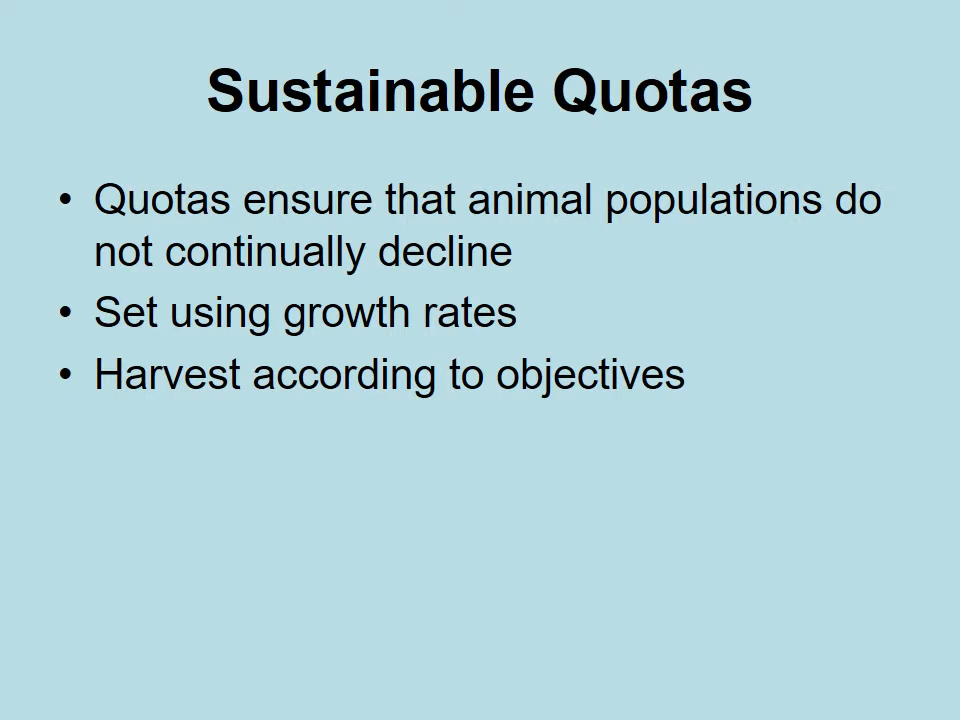 Sustainable Quotas
• Quotas ensure that animal populations do
not continually decline
• Set using growth rates
• Harvest according to objectives